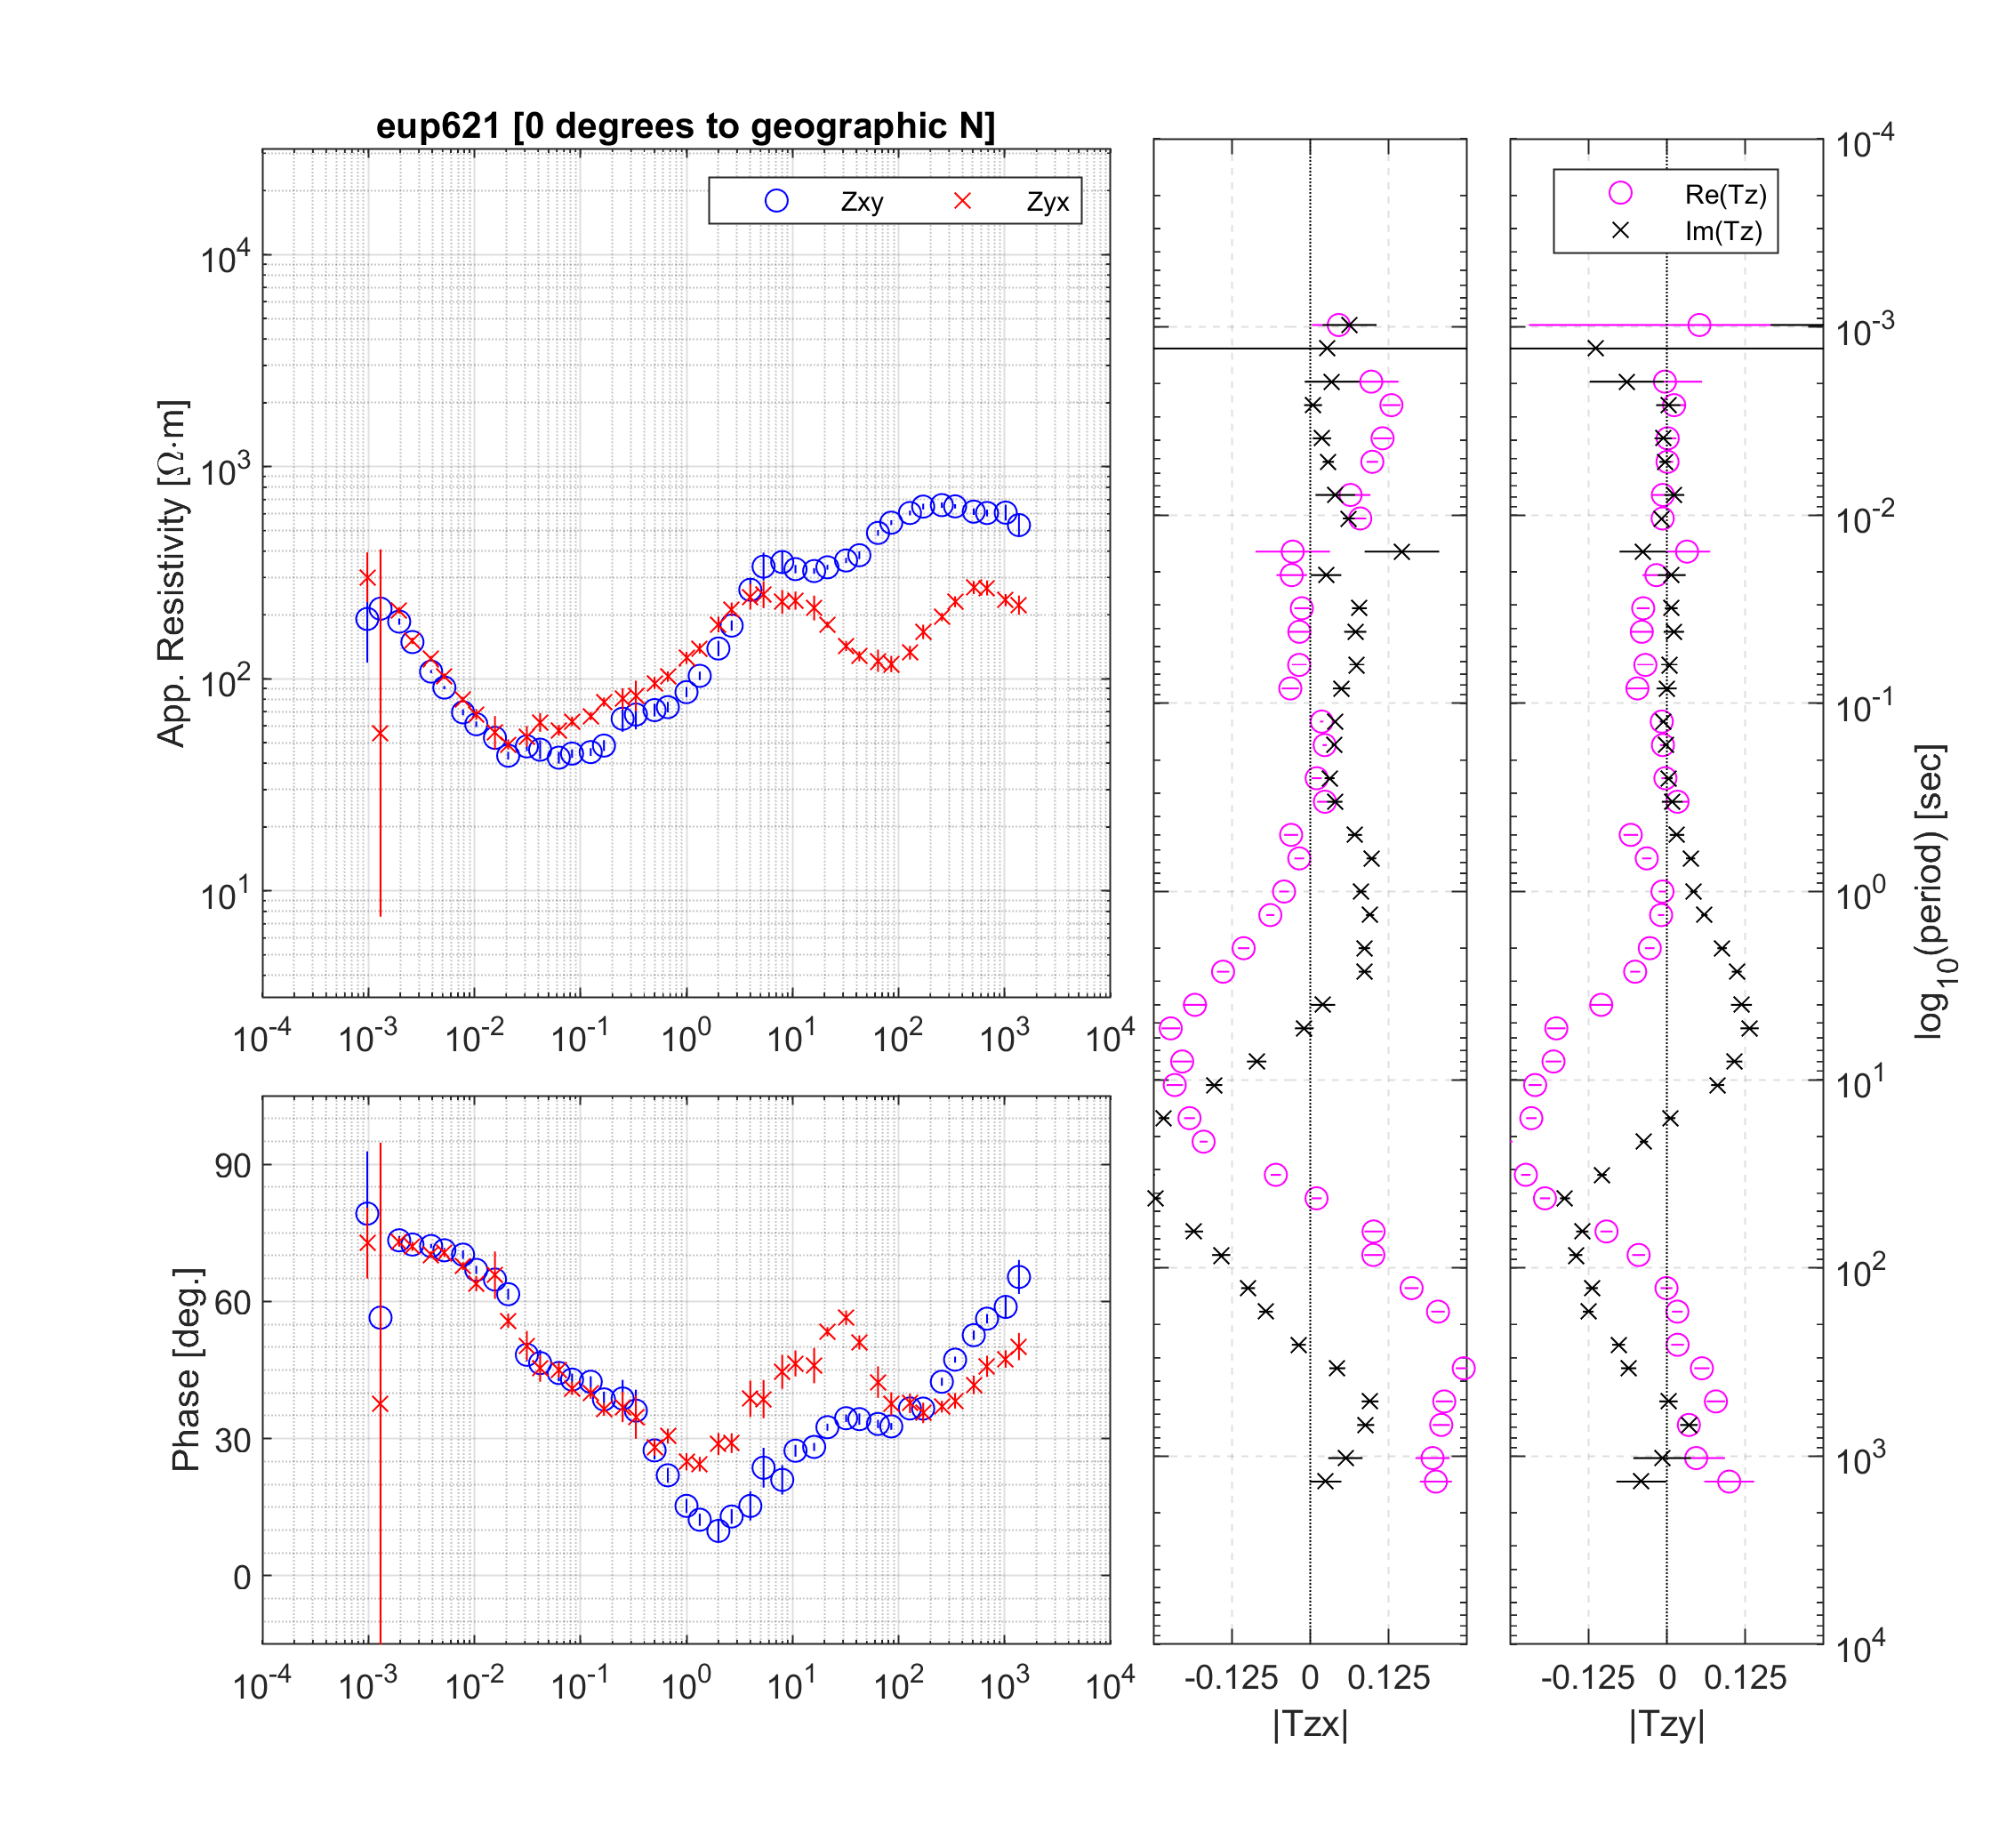 eup621 [0 degrees to geographic N]
Zxy Zyx
App. Resistivity [Ω·m]
10^4
10^3
10^2
10^1
10^-4 10^-3 10^-2 10^-1 10^0 10^1 10^2 10^3 10^4
Phase [deg.]
90
60
30
0
10^-4 10^-3 10^-2 10^-1 10^0 10^1 10^2 10^3 10^4
-0.125 0 0.125
|Tzx|
Re(Tz)
Im(Tz)
-0.125 0 0.125
|Tzy|
10^-4
10^-3
10^-2
10^-1
10^0
10^1
10^2
10^3
10^4
log_10(period) [sec]